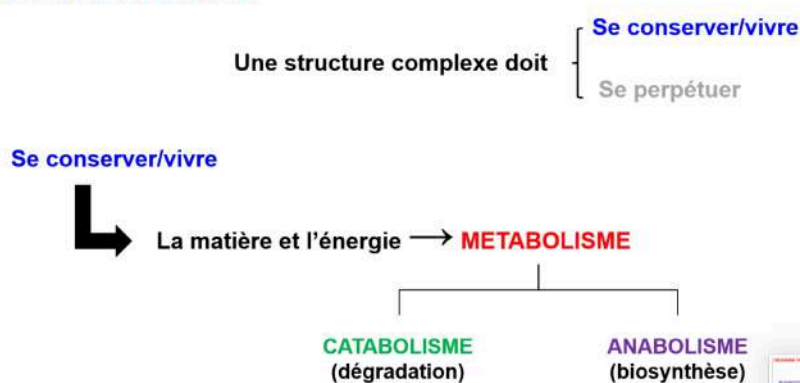 Se conserver/vivre
Une structure complexe doit
Se perpétuer
Se conserver/vivre
La matière et l'énergie → METABOLISME
CATABOLISME ANABOLISME
(dégradation) (biosynthèse)